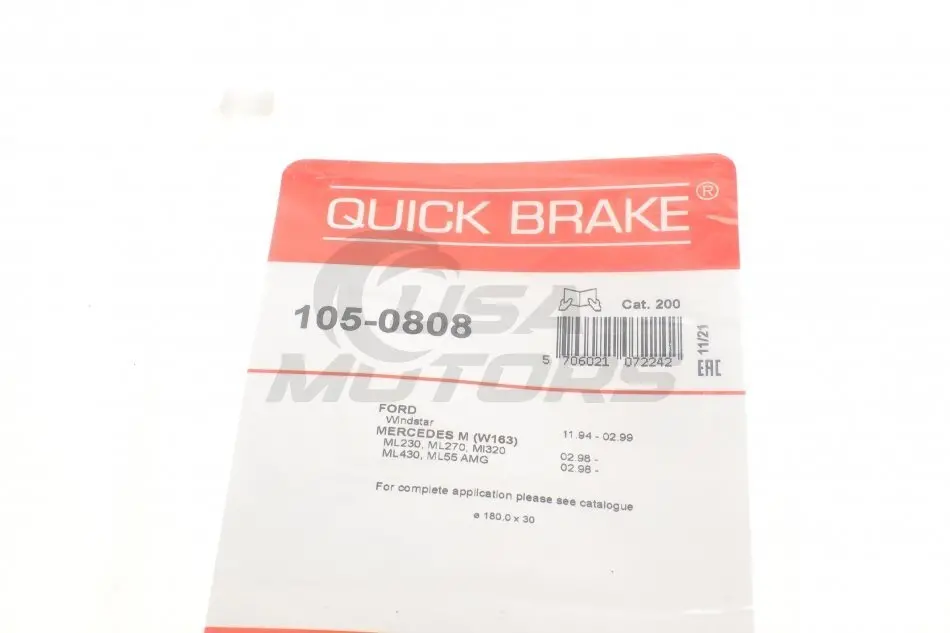 QUICK BRAKE®
105-0808
Cat. 200
5 706021 072242
11/21
EAC
USA
MOTORS
FORD
Windstar 11.94 - 02.99
MERCEDES M (W163)
ML230, ML270, Ml320 02.98 -
ML430, ML55 AMG 02.98 -
For complete application please see catalogue
ø 180,0 x 30